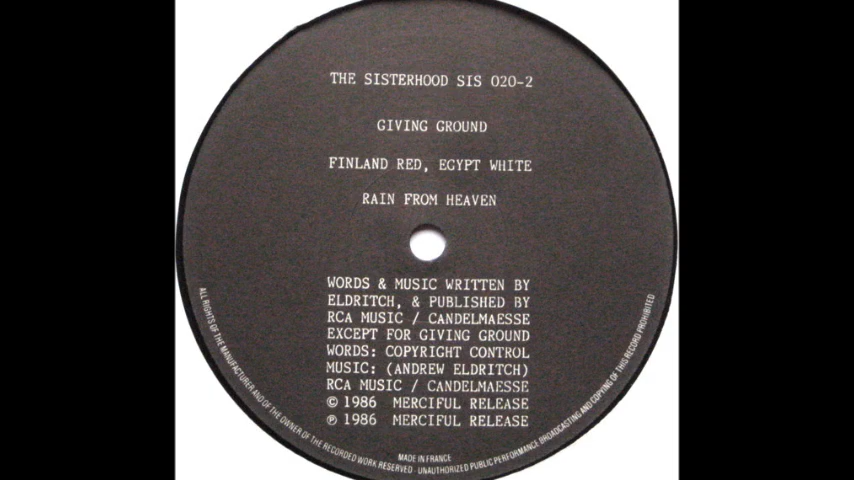 THE SISTERHOOD SIS 020-2
GIVING GROUND
FINLAND RED, EGYPT WHITE
RAIN FROM HEAVEN
WORDS & MUSIC WRITTEN BY
ELDRITCH, & PUBLISHED BY
RCA MUSIC / CANDELMAESSE
EXCEPT FOR GIVING GROUND
WORDS: COPYRIGHT CONTROL
MUSIC: (ANDREW ELDRITCH)
RCA MUSIC / CANDELMAESSE
© 1986 MERCIFUL RELEASE
℗ 1986 MERCIFUL RELEASE
MADE IN FRANCE
ALL RIGHTS OF THE MANUFACTURER AND OF THE OWNER OF THE RECORDED WORK RESERVED - UNAUTHORIZED PUBLIC PERFORMANCE BROADCASTING AND COPYING OF THIS RECORD PROHIBITED